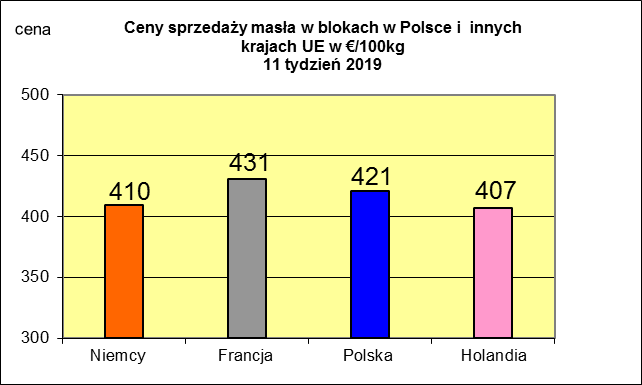 cena
Ceny sprzedaży masła w blokach w Polsce i  innych
krajach UE w €/100kg
11 tydzień 2019
500
450
400
350
300
410
431
421
407
Niemcy
Francja
Polska
Holandia